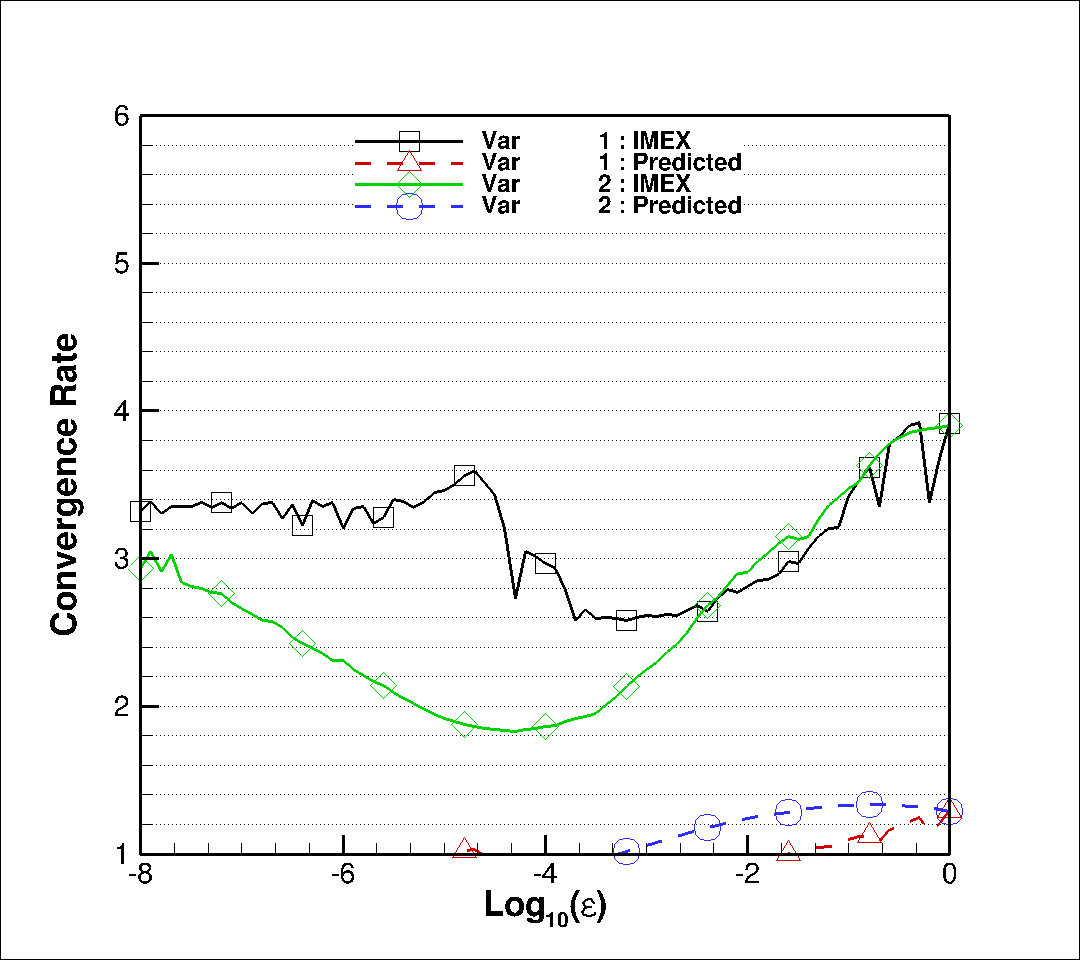 6
Var 1 : IMEX
Var 1 : Predicted
Var 2 : IMEX
Var 2 : Predicted
5
4
3
2
1
Convergence Rate
-8 -6 -4 -2 0
Log10(ε)